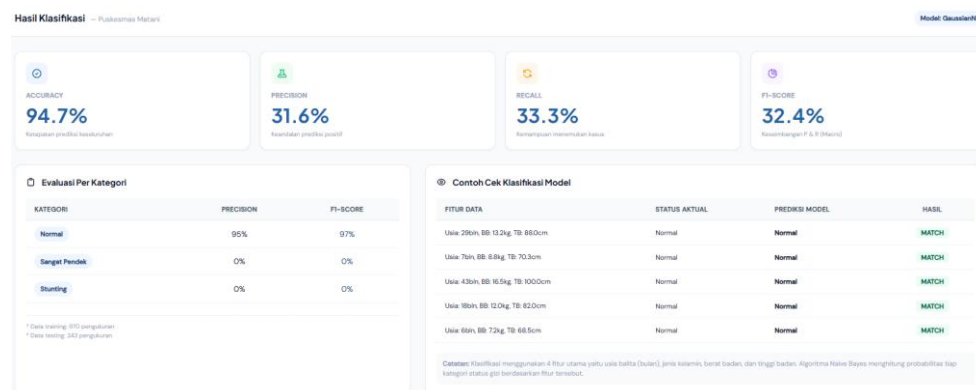 Hasil Klasifikasi — Puskesmas Matani
Model: GaussianN
ACCURACY
94.7%
Ketepatan prediksi keseluruhan
PRECISION
31.6%
Keandalan prediksi positif
RECALL
33.3%
Kemampuan menemukan kasus
F1-SCORE
32.4%
Keseimbangan P & R (Macro)
Evaluasi Per Kategori
KATEGORI PRECISION F1-SCORE
Normal 95% 97%
Sangat Pendek 0% 0%
Stunting 0% 0%
* Data training: 970 pengukuran
* Data testing: 243 pengukuran
Contoh Cek Klasifikasi Model
FITUR DATA STATUS AKTUAL PREDIKSI MODEL HASIL
Usia: 29bln, BB: 13.2kg, TB: 88.0cm Normal Normal MATCH
Usia: 7bln, BB: 8.8kg, TB: 70.3cm Normal Normal MATCH
Usia: 43bln, BB: 16.5kg, TB: 100.0cm Normal Normal MATCH
Usia: 18bln, BB: 12.0kg, TB: 82.0cm Normal Normal MATCH
Usia: 6bln, BB: 7.2kg, TB: 66.5cm Normal Normal MATCH
Catatan: Klasifikasi menggunakan 4 fitur utama yaitu usia balita (bulan), jenis kelamin, berat badan, dan tinggi badan. Algoritma Naive Bayes menghitung probabilitas tiap
kategori status gizi berdasarkan fitur tersebut.